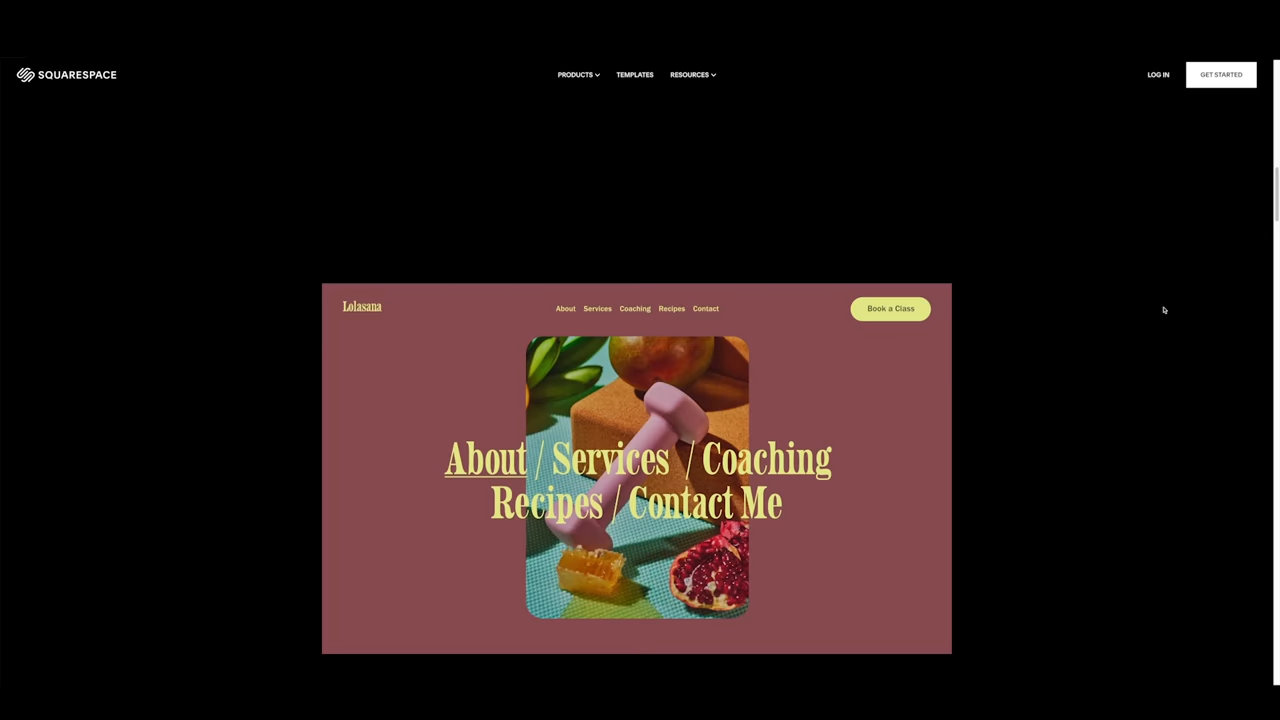 SQUARESPACE PRODUCTS TEMPLATES RESOURCES LOG IN GET STARTED
Lolasana About Services Coaching Recipes Contact Book a Class
About / Services / Coaching
Recipes / Contact Me